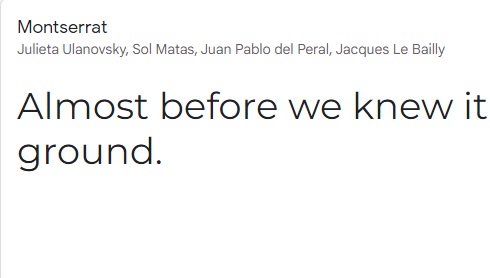 Montserrat
Julieta Ulanovsky, Sol Matas, Juan Pablo del Peral, Jacques Le Bailly
Almost before we knew it
ground.